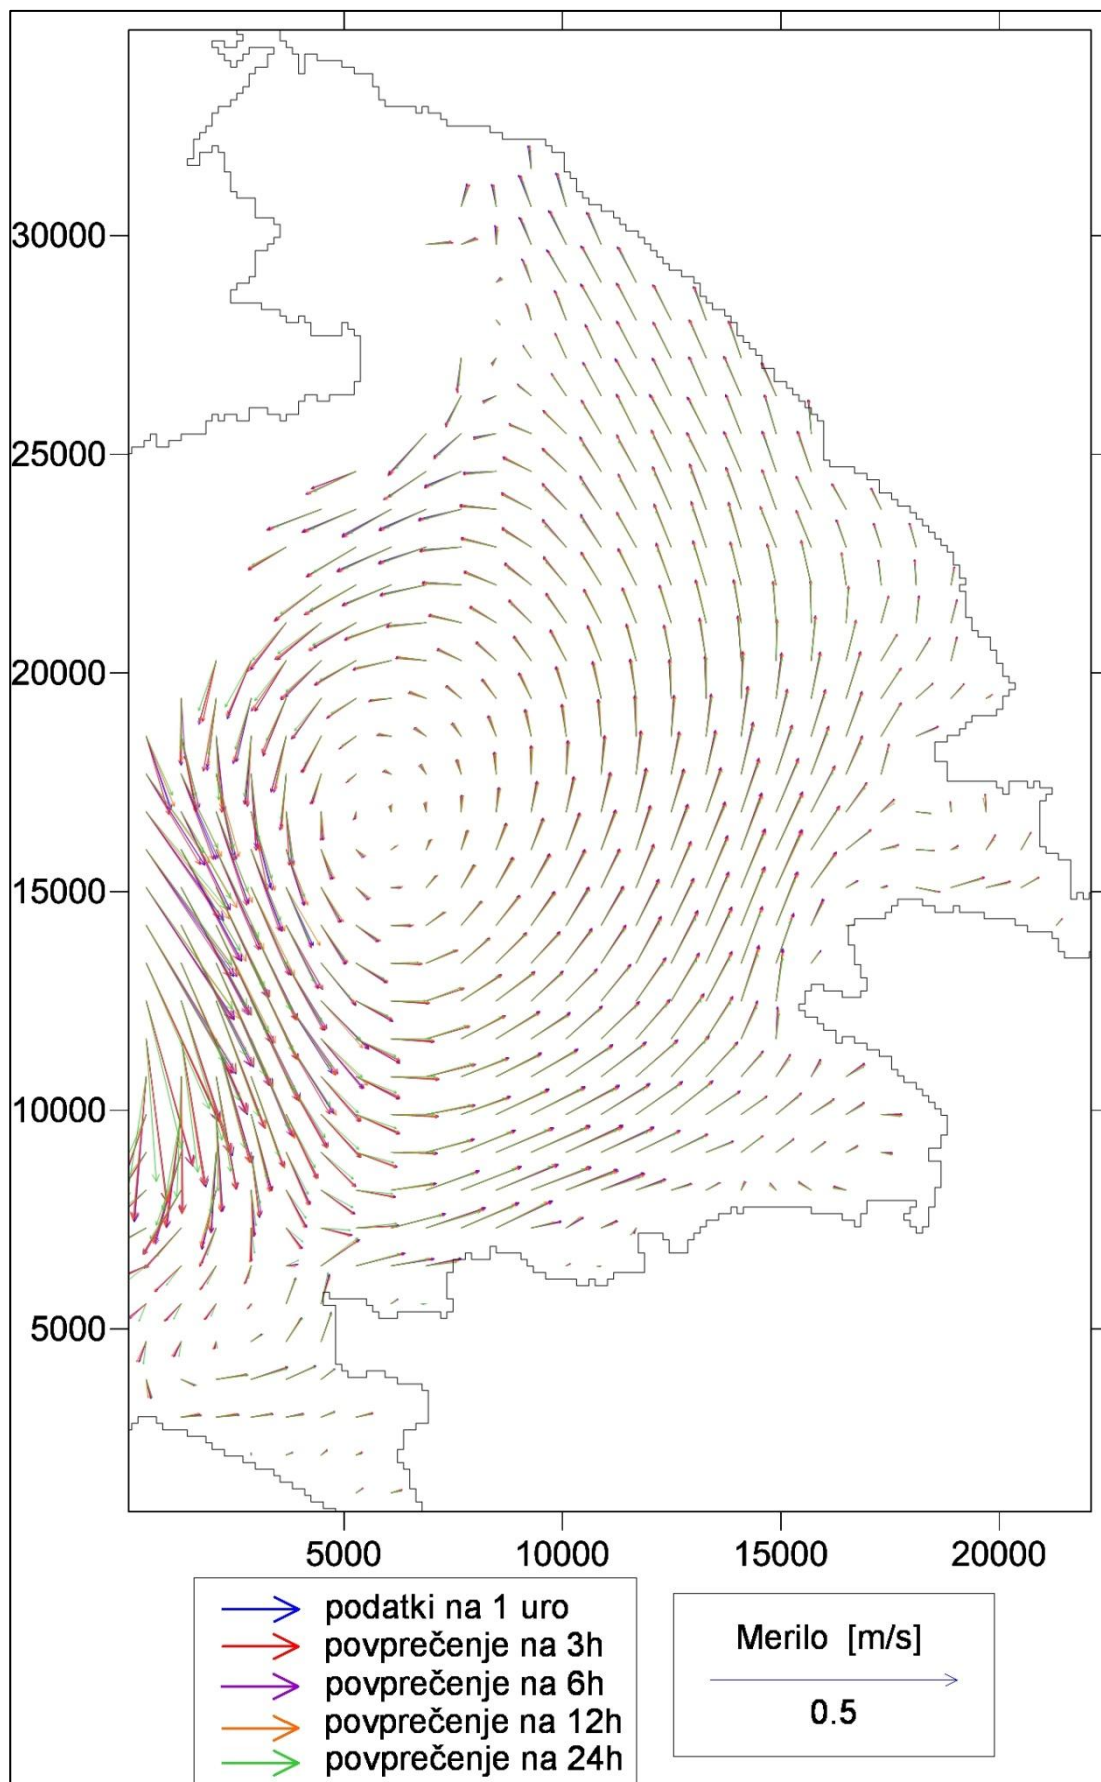 30000
25000
20000
15000
10000
5000
5000 10000 15000 20000
podatki na 1 uro
povprečenje na 3h
povprečenje na 6h
povprečenje na 12h
povprečenje na 24h
Merilo [m/s]
0.5